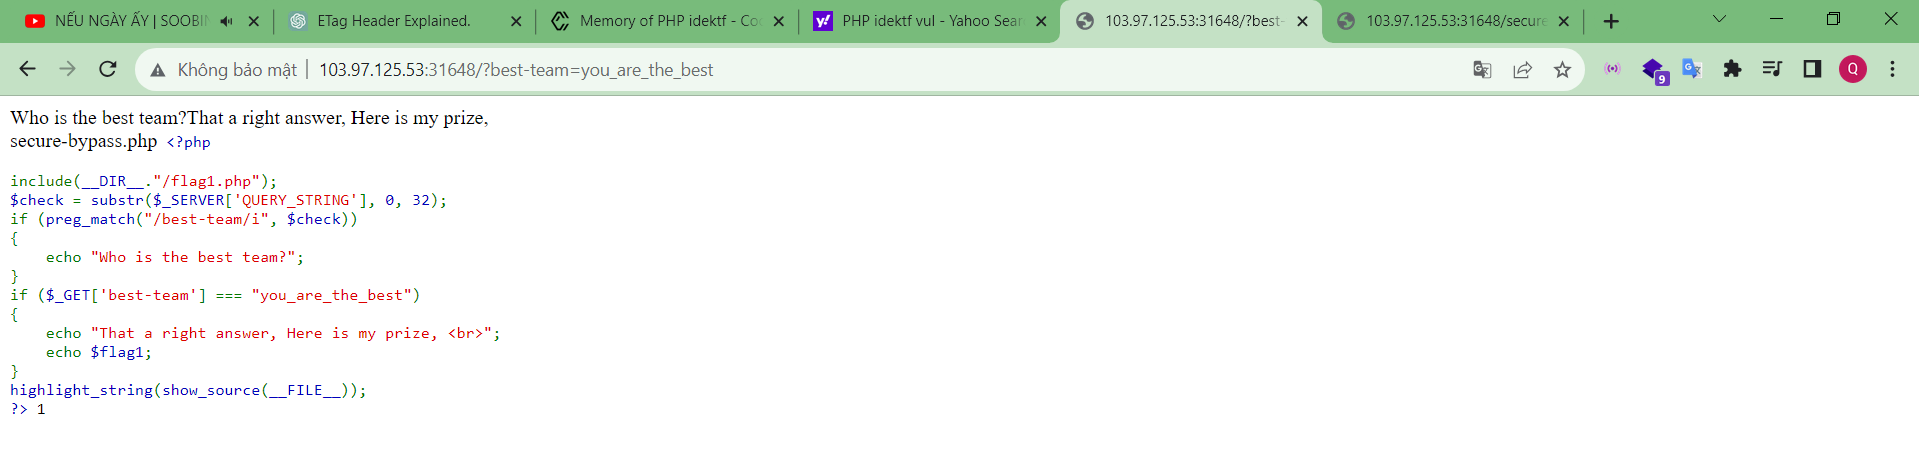 NẾU NGÀY ẤY | SOOBIN
ETag Header Explained.
Memory of PHP idektf - Co
PHP idektf vul - Yahoo Sear
103.97.125.53:31648/?best-
103.97.125.53:31648/secure
Không bảo mật | 103.97.125.53:31648/?best-team=you_are_the_best
9
Q
Who is the best team?That a right answer, Here is my prize,
secure-bypass.php <?php
include(__DIR__."/flag1.php");
$check = substr($_SERVER['QUERY_STRING'], 0, 32);
if (preg_match("/best-team/i", $check))
{
    echo "Who is the best team?";
}
if ($_GET['best-team'] === "you_are_the_best")
{
    echo "That a right answer, Here is my prize, <br>";
    echo $flag1;
}
highlight_string(show_source(__FILE__));
?> 1